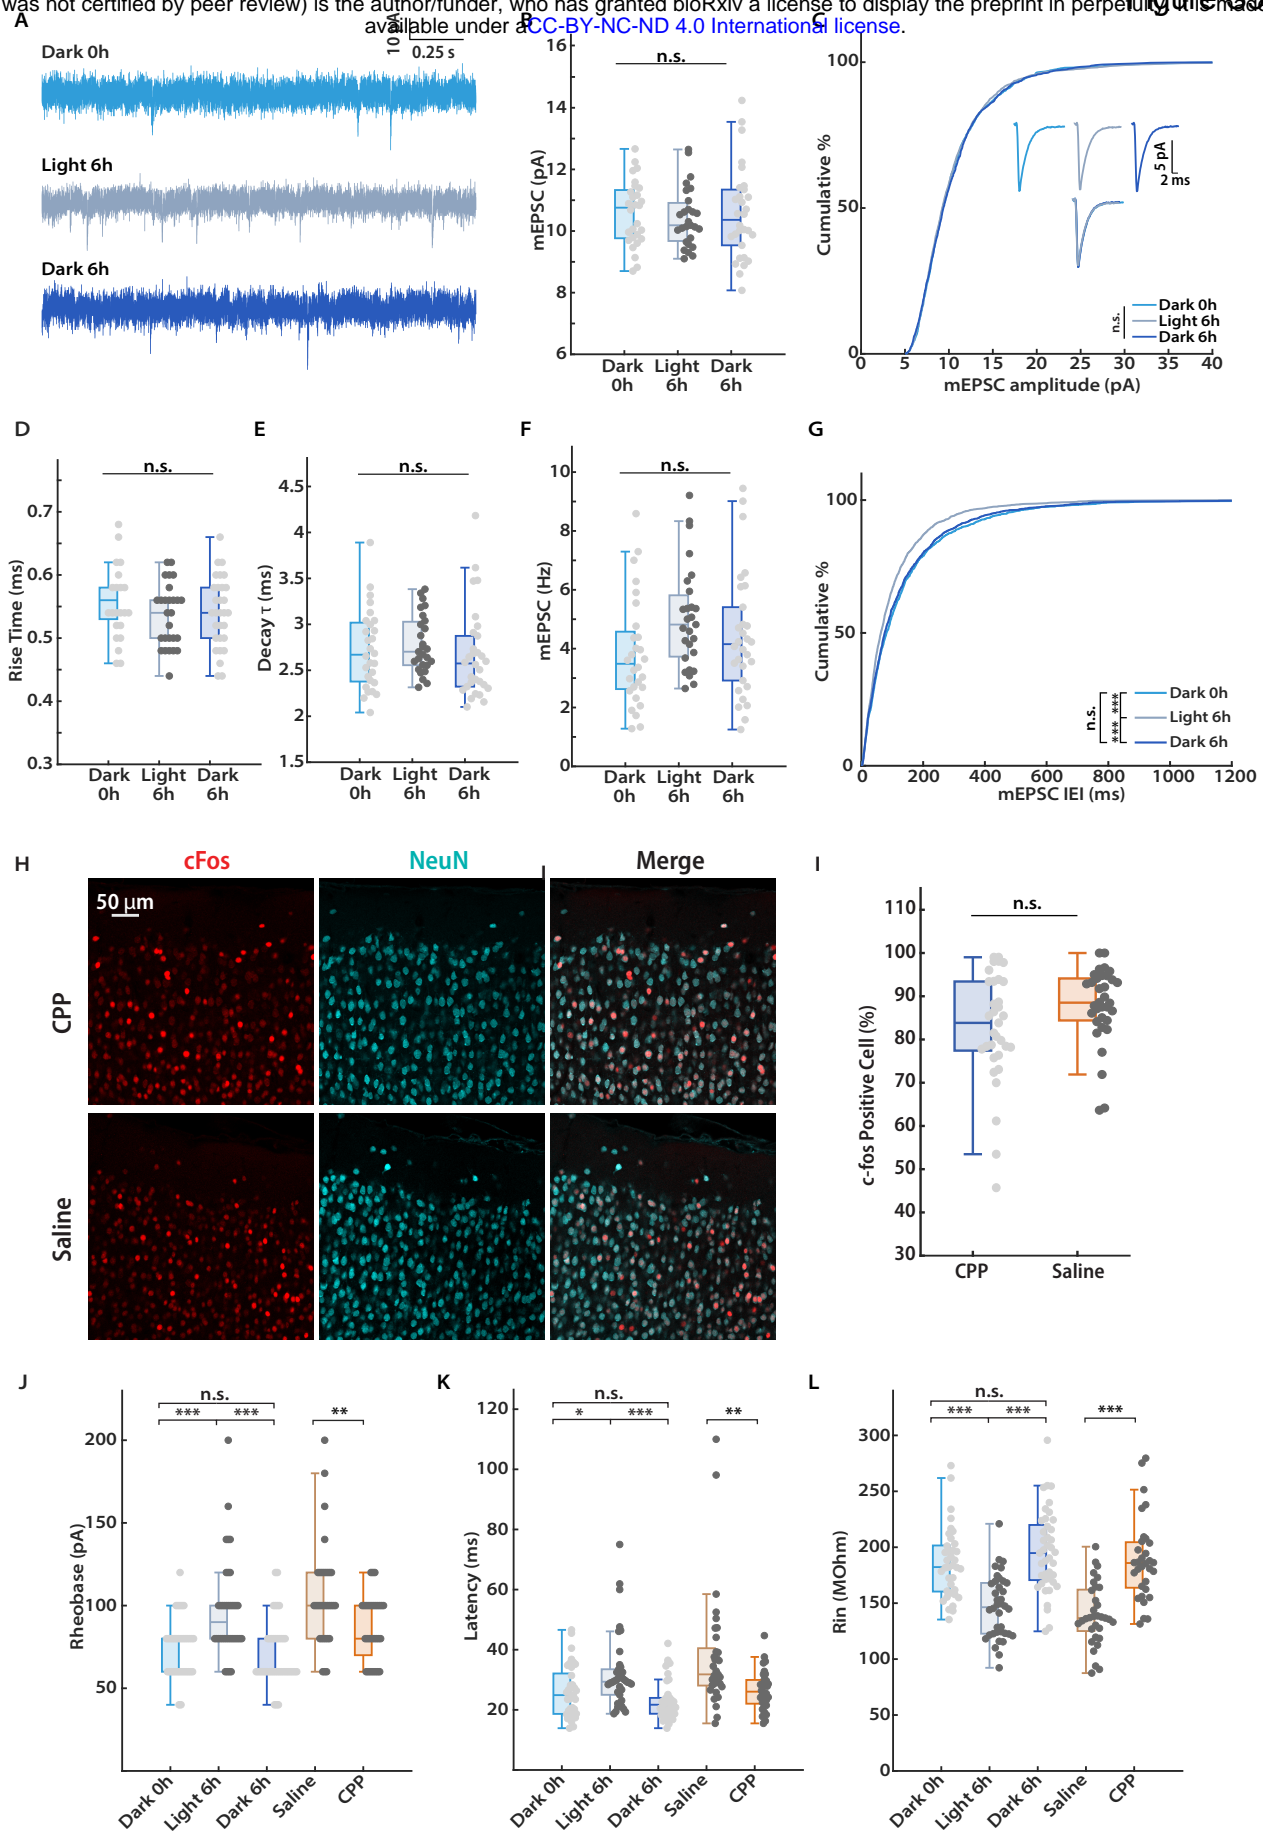 was not certified by peer review) is the author/funder, who has granted bioRxiv a license to display the preprint in perpetuity. It is made
available under aCC-BY-NC-ND 4.0 International license.
A
10 pA
0.25 s
Dark 0h
Light 6h
Dark 6h
B
n.s.
mEPSC (pA)
16
14
12
10
8
6
Dark 0h
Light 6h
Dark 6h
C
Cumulative %
100
50
0
5 pA
2 ms
n.s.
Dark 0h
Light 6h
Dark 6h
0 5 10 15 20 25 30 35 40
mEPSC amplitude (pA)
D
n.s.
Rise Time (ms)
0.7
0.6
0.5
0.4
0.3
Dark 0h
Light 6h
Dark 6h
E
n.s.
Decay τ (ms)
4.5
4
3.5
3
2.5
2
1.5
Dark 0h
Light 6h
Dark 6h
F
n.s.
mEPSC (Hz)
10
8
6
4
2
0
Dark 0h
Light 6h
Dark 6h
G
Cumulative %
100
50
0
n.s.
*** ***
Dark 0h
Light 6h
Dark 6h
0 200 400 600 800 1000 1200
mEPSC IEI (ms)
H
cFos
NeuN
Merge
50 μm
CPP
Saline
I
n.s.
c-fos Positive Cell (%)
110
100
90
80
70
60
50
40
30
CPP
Saline
J
n.s.
*** *** **
Rheobase (pA)
200
150
100
50
Dark 0h
Light 6h
Dark 6h
Saline
CPP
K
n.s.
* *** **
Latency (ms)
120
100
80
60
40
20
Dark 0h
Light 6h
Dark 6h
Saline
CPP
L
n.s.
*** *** ***
Rin (MOhm)
300
250
200
150
100
50
0
Dark 0h
Light 6h
Dark 6h
Saline
CPP